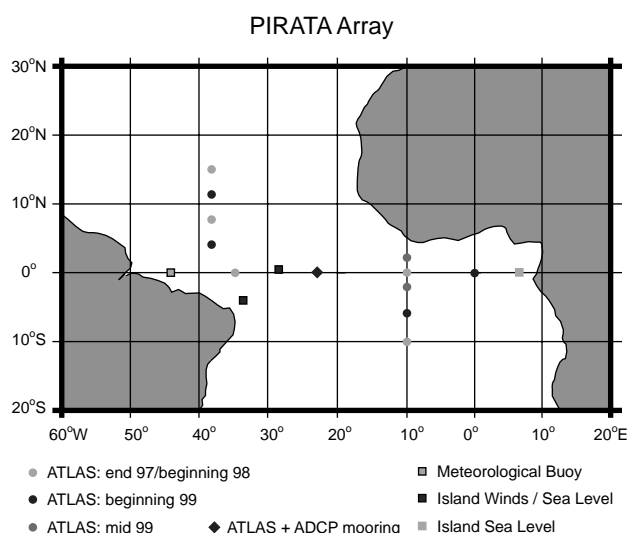 PIRATA Array
30°N
20°N
10°N
0°
10°S
20°S
60°W 50° 40° 30° 20° 10° 0° 10° 20°E
ATLAS: end 97/beginning 98
Meteorological Buoy
ATLAS: beginning 99
Island Winds / Sea Level
ATLAS: mid 99
ATLAS + ADCP mooring
Island Sea Level